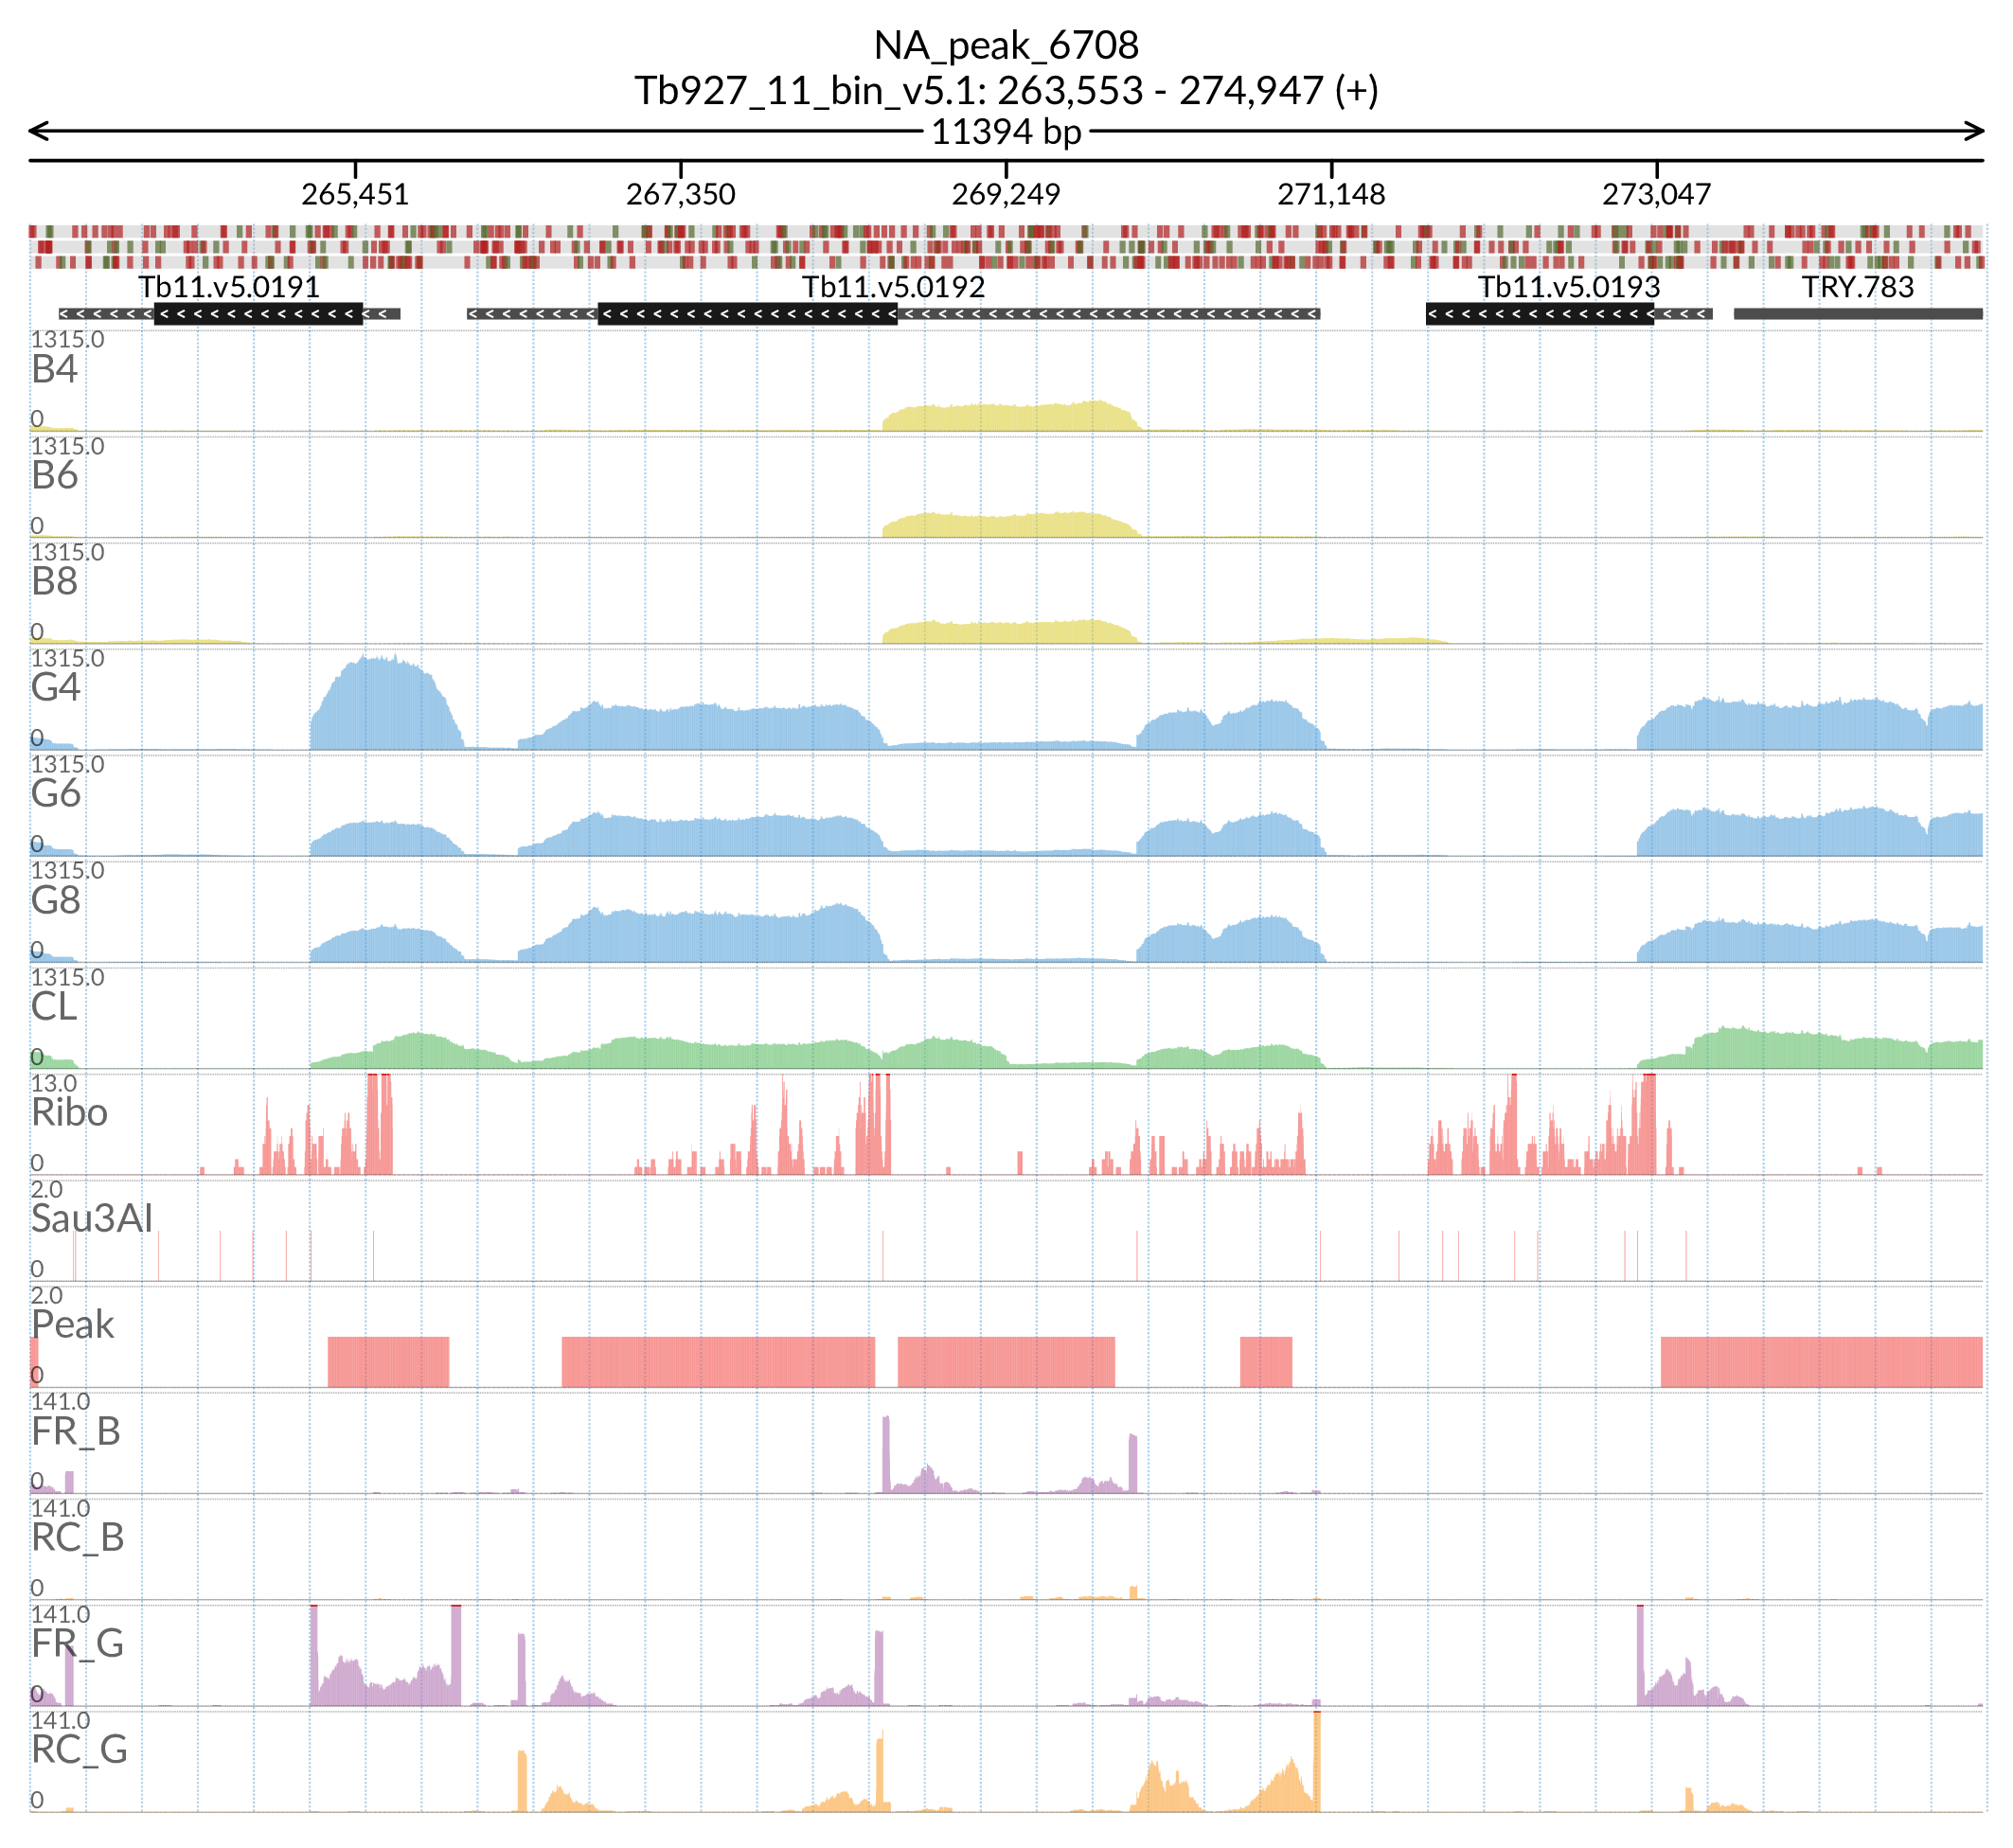 NA_peak_6708
Tb927_11_bin_v5.1: 263,553 - 274,947 (+)
11394 bp
265,451 267,350 269,249 271,148 273,047
Tb11.v5.0191 Tb11.v5.0192 Tb11.v5.0193 TRY.783
1315.0
B4
0
1315.0
B6
0
1315.0
B8
0
1315.0
G4
0
1315.0
G6
0
1315.0
G8
0
1315.0
CL
0
13.0
Ribo
0
2.0
Sau3AI
0
2.0
Peak
0
141.0
FR_B
0
141.0
RC_B
0
141.0
FR_G
0
141.0
RC_G
0